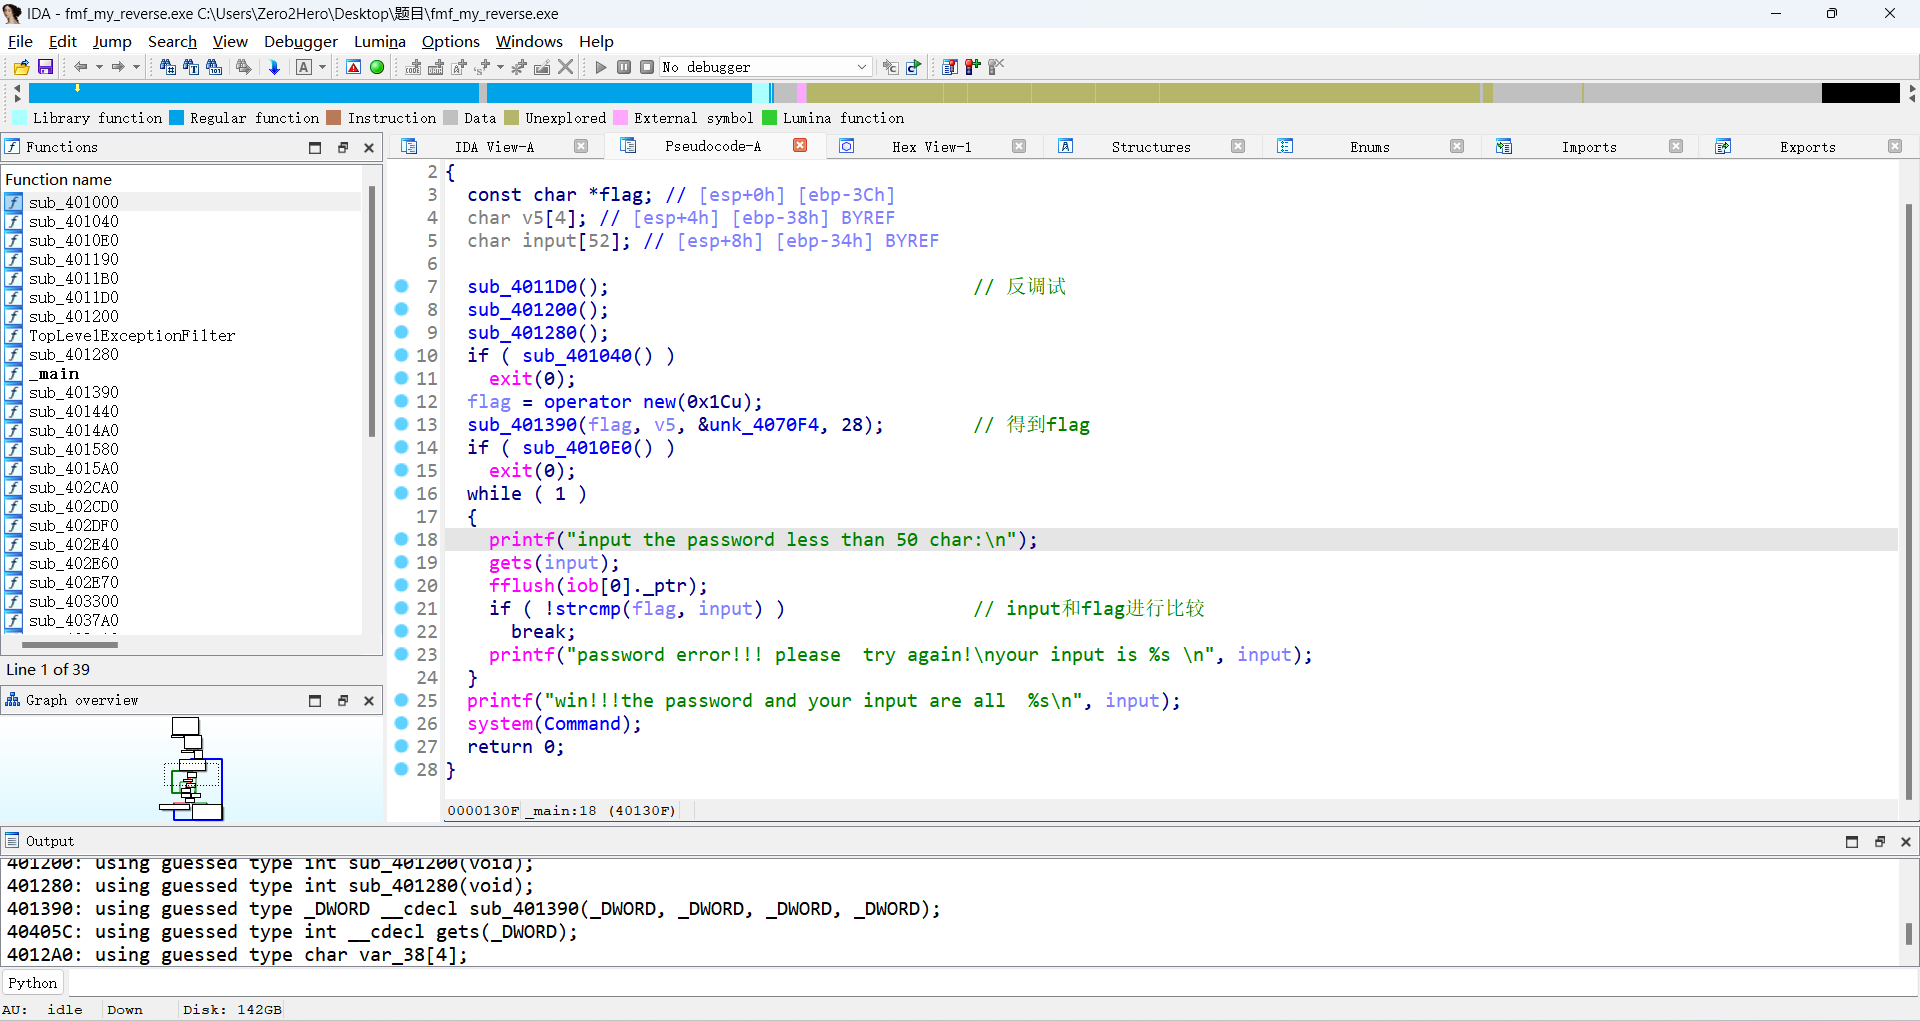 IDA - fmf_my_reverse.exe C:\Users\Zero2Hero\Desktop\题目\fmf_my_reverse.exe
File Edit Jump Search View Debugger Lumina Options Windows Help
No debugger
Library function Regular function Instruction Data Unexplored External symbol Lumina function
Functions
IDA View-A Pseudocode-A Hex View-1 Structures Enums Imports Exports
Function name
sub_401000
sub_401040
sub_4010E0
sub_401190
sub_4011B0
sub_4011D0
sub_401200
TopLevelExceptionFilter
sub_401280
_main
sub_401390
sub_401440
sub_4014A0
sub_401580
sub_4015A0
sub_402CA0
sub_402CD0
sub_402DF0
sub_402E40
sub_402E60
sub_402E70
sub_403300
sub_4037A0
Line 1 of 39
Graph overview
2 {
3 const char *flag; // [esp+0h] [ebp-3Ch]
4 char v5[4]; // [esp+4h] [ebp-38h] BYREF
5 char input[52]; // [esp+8h] [ebp-34h] BYREF
6
7 sub_4011D0(); // 反调试
8 sub_401200();
9 sub_401280();
10 if ( sub_401040() )
11 exit(0);
12 flag = operator new(0x1Cu);
13 sub_401390(flag, v5, &unk_4070F4, 28); // 得到flag
14 if ( sub_4010E0() )
15 exit(0);
16 while ( 1 )
17 {
18 printf("input the password less than 50 char:\n");
19 gets(input);
20 fflush(iob[0]._ptr);
21 if ( !strcmp(flag, input) ) // input和flag进行比较
22 break;
23 printf("password error!!! please  try again!\nyour input is %s \n", input);
24 }
25 printf("win!!!the password and your input are all  %s\n", input);
26 system(Command);
27 return 0;
28 }
0000130F _main:18 (40130F)
Output
401200: using guessed type int sub_401200(void);
401280: using guessed type int sub_401280(void);
401390: using guessed type _DWORD __cdecl sub_401390(_DWORD, _DWORD, _DWORD, _DWORD);
40405C: using guessed type int __cdecl gets(_DWORD);
4012A0: using guessed type char var_38[4];
Python
AU: idle Down Disk: 142GB